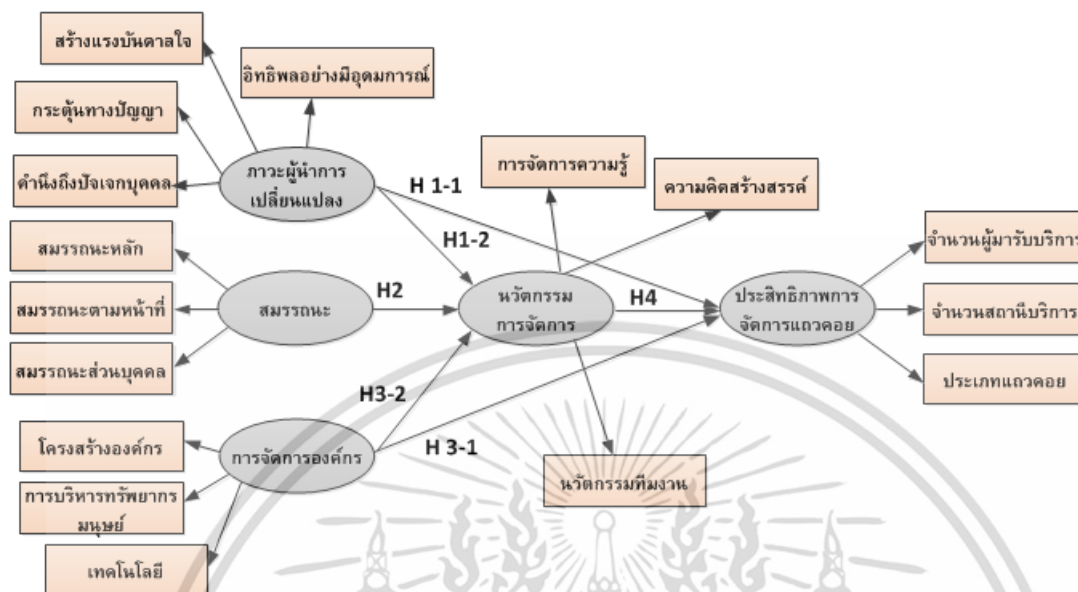 สร้างแรงบันดาลใจ
อิทธิพลอย่างมีอุดมการณ์
กระตุ้นทางปัญญา
คำนึงถึงปัจเจกบุคคล
ภาวะผู้นำการ
เปลี่ยนแปลง
H 1-1
H1-2
การจัดการความรู้
ความคิดสร้างสรรค์
สมรรถนะหลัก
สมรรถนะตามหน้าที่
สมรรถนะส่วนบุคคล
สมรรถนะ
H2
นวัตกรรม
การจัดการ
H4
ประสิทธิภาพการ
จัดการแถวคอย
จำนวนผู้มารับบริการ
จำนวนสถานีบริการ
ประเภทแถวคอย
H3-2
H 3-1
โครงสร้างองค์กร
การบริหารทรัพยากร
มนุษย์
เทคโนโลยี
การจัดการองค์กร
นวัตกรรมทีมงาน